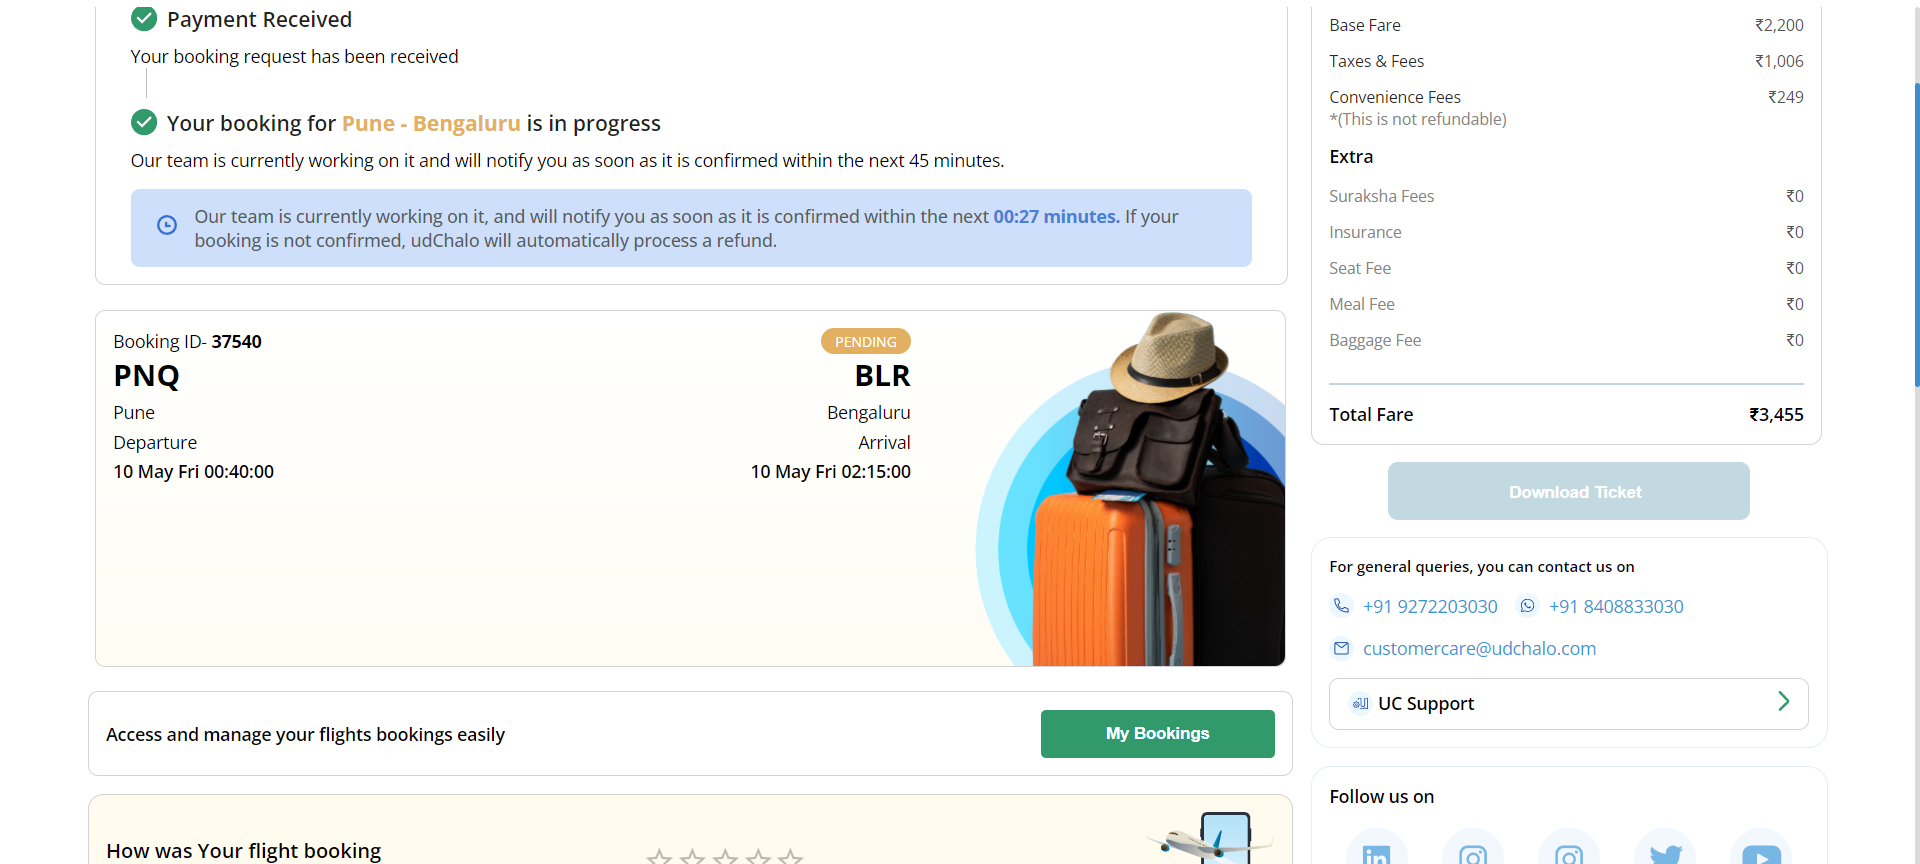 Payment Received
Your booking request has been received
Your booking for Pune - Bengaluru is in progress
Our team is currently working on it and will notify you as soon as it is confirmed within the next 45 minutes.
Our team is currently working on it, and will notify you as soon as it is confirmed within the next 00:27 minutes. If your
booking is not confirmed, udChalo will automatically process a refund.
Booking ID- 37540
PENDING
PNQ
BLR
Pune
Bengaluru
Departure
Arrival
10 May Fri 00:40:00
10 May Fri 02:15:00
Access and manage your flights bookings easily
My Bookings
How was Your flight booking
Base Fare ₹2,200
Taxes & Fees ₹1,006
Convenience Fees ₹249
*(This is not refundable)
Extra
Suraksha Fees ₹0
Insurance ₹0
Seat Fee ₹0
Meal Fee ₹0
Baggage Fee ₹0
Total Fare ₹3,455
Download Ticket
For general queries, you can contact us on
+91 9272203030 +91 8408833030
customercare@udchalo.com
UC Support
Follow us on